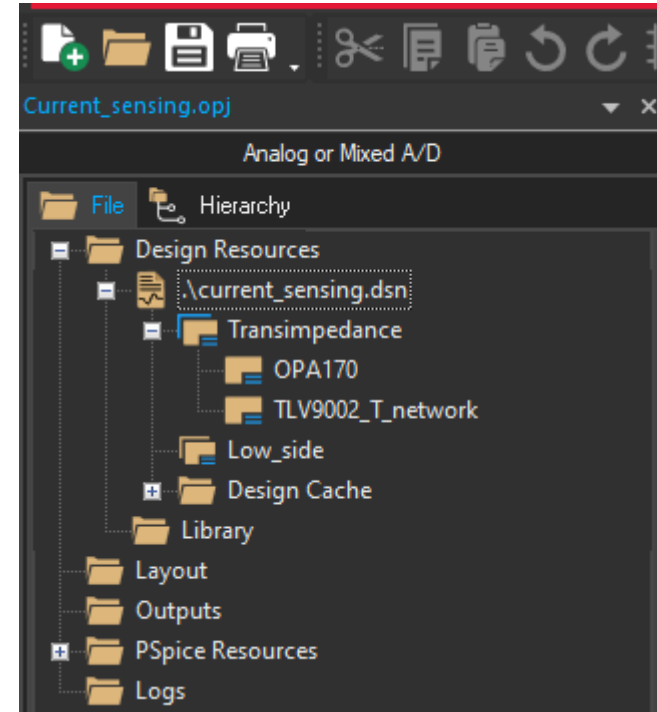 Current_sensing.opj
Analog or Mixed A/D
File Hierarchy
Design Resources
.\current_sensing.dsn
Transimpedance
OPA170
TLV9002_T_network
Low_side
Design Cache
Library
Layout
Outputs
PSpice Resources
Logs